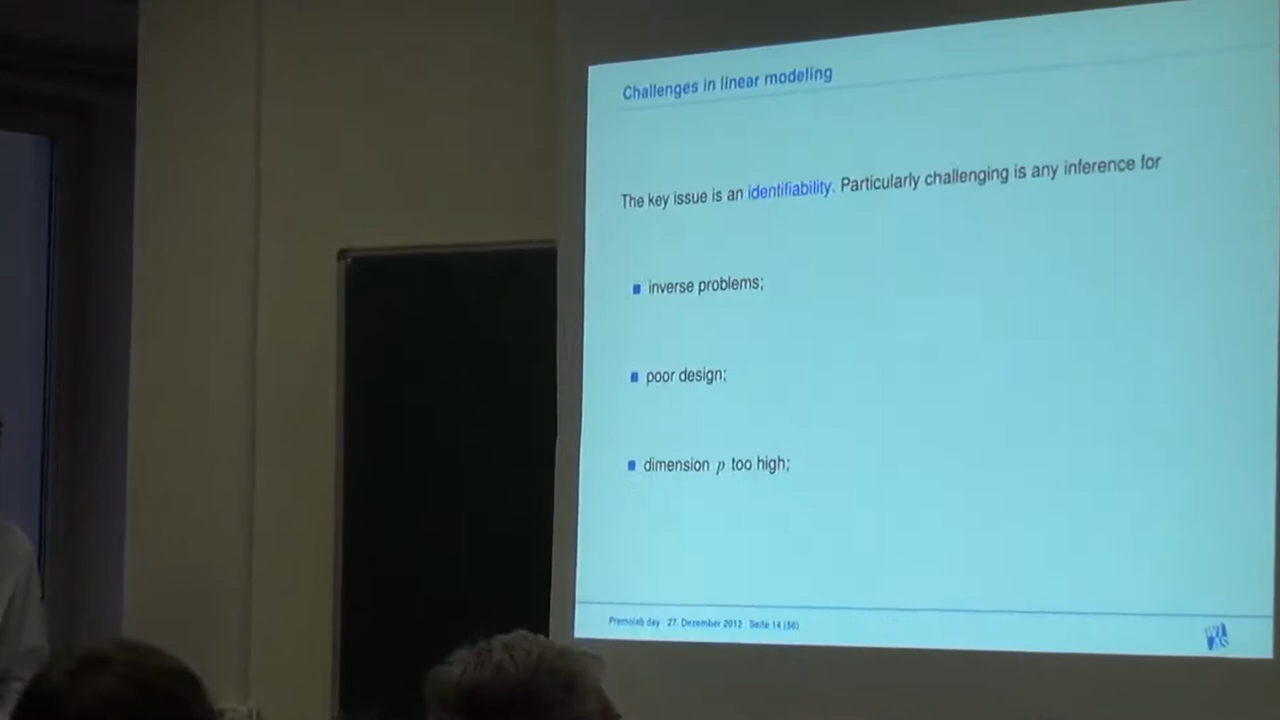 Challenges in linear modeling
The key issue is an identifiability. Particularly challenging is any inference for
inverse problems;
poor design;
dimension p too high;
Premolab day 27. Dezember 2012 Seite 14 (56)